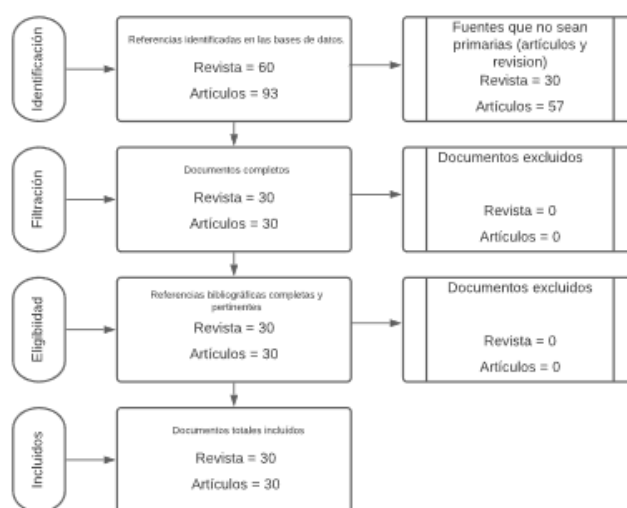 Identificación
Referencias identificadas en las bases de datos.
Revista = 60
Artículos = 93
Fuentes que no sean
primarias (artículos y
revision)
Revista = 30
Artículos = 57
Filtración
Documentos completos
Revista = 30
Artículos = 30
Documentos excluidos
Revista = 0
Artículos = 0
Eligibiidad
Referencias bibliográficas completas y
pertinentes
Revista = 30
Artículos = 30
Documentos excluidos
Revista = 0
Artículos = 0
Incluidos
Documentos totales incluidos
Revista = 30
Artículos = 30